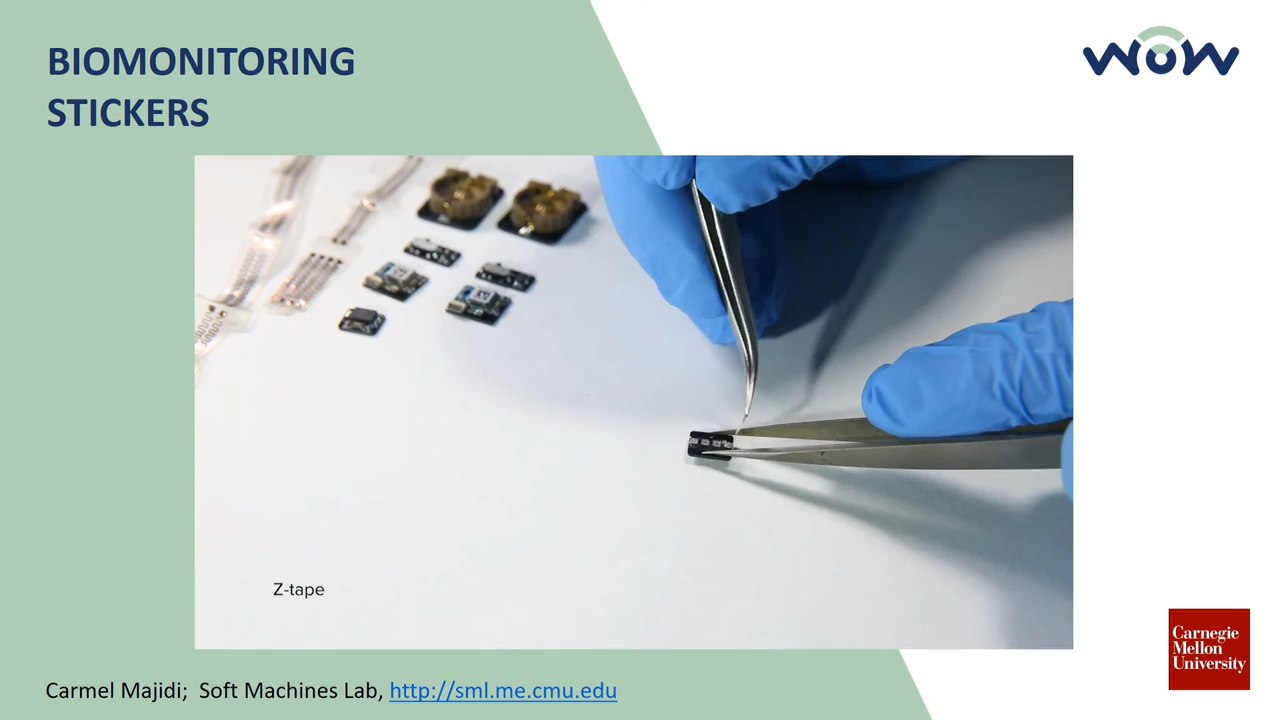 BIOMONITORING
STICKERS
WOW
Z-tape
Carnegie
Mellon
University
Carmel Majidi;  Soft Machines Lab, http://sml.me.cmu.edu